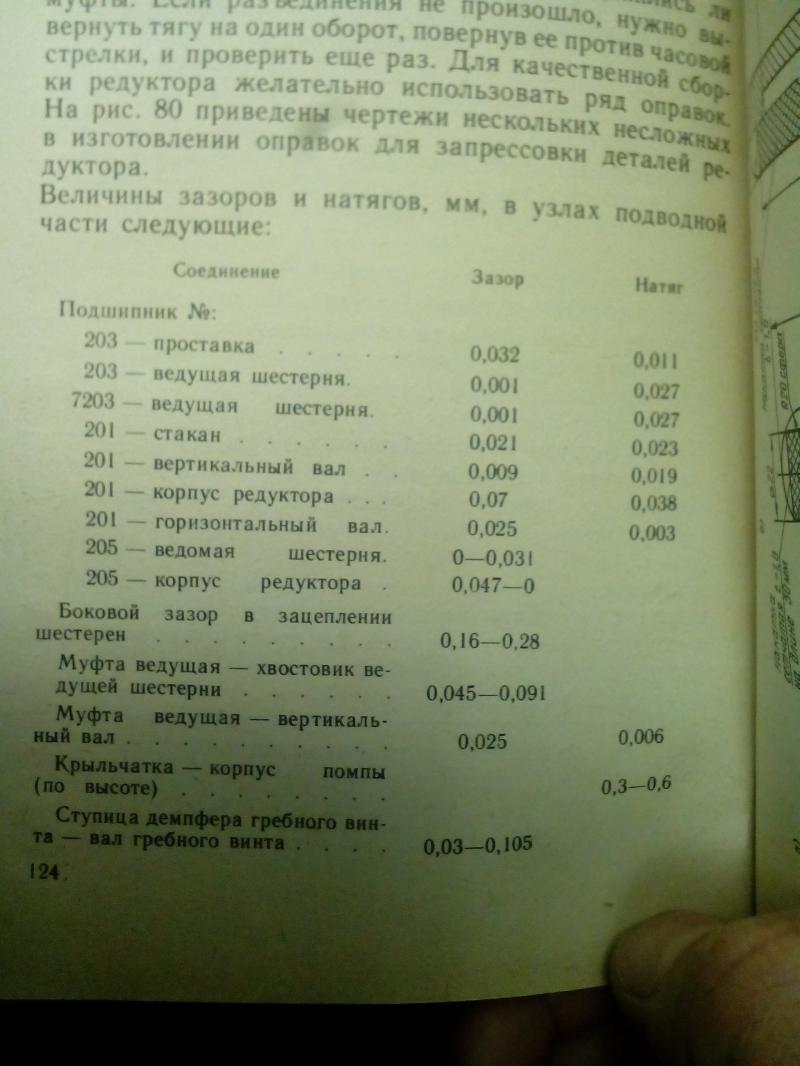 муфты. Если разъединения не произошло, нужно вы-
вернуть тягу на один оборот, повернув ее против часовой
стрелки, и проверить еще раз. Для качественной сбор-
ки редуктора желательно использовать ряд оправок.
На рис. 80 приведены чертежи нескольких несложных
в изготовлении оправок для запрессовки деталей ре-
дуктора.
Величины зазоров и натягов, мм, в узлах подводной
части следующие:
Соединение Зазор Натяг
Подшипник №:
203 — проставка . . . . 0,032 0,011
203 — ведущая шестерня. 0,001 0,027
7203 — ведущая шестерня. 0,001 0,027
201 — стакан . . . . . . 0,021 0,023
201 — вертикальный вал . . 0,009 0,019
201 — корпус редуктора . . . 0,07 0,038
201 — горизонтальный вал. 0,025 0,003
205 — ведомая шестерня. 0—0,031
205 — корпус редуктора . 0,047—0
Боковой зазор в зацеплении
шестерен . . . . . . . . . 0,16—0,28
Муфта ведущая — хвостовик ве-
дущей шестерни . . . . . . 0,045—0,091
Муфта ведущая — вертикаль-
ный вал . . . . . . . . . . 0,025 0,006
Крыльчатка — корпус помпы
(по высоте) . . . . . . . . 0,3—0,6
Ступица демпфера гребного вин-
та — вал гребного винта . . . . 0,03—0,105
124